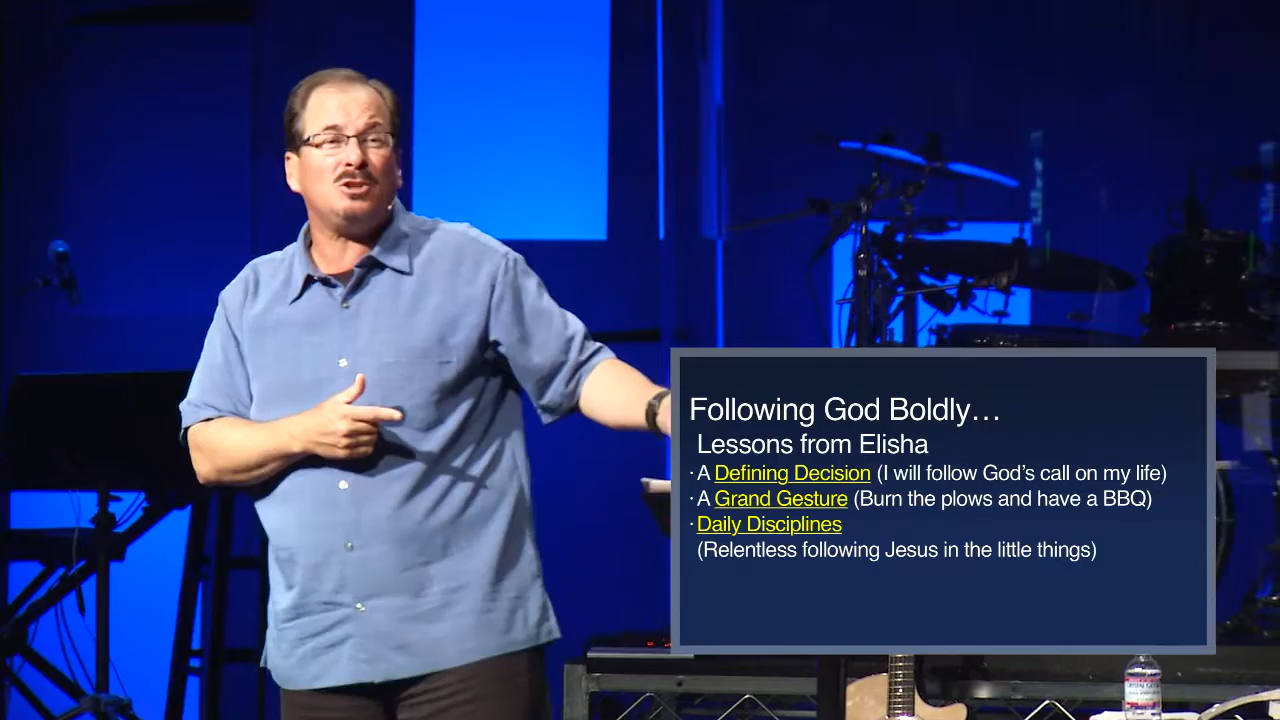 Following God Boldly…
Lessons from Elisha
· A Defining Decision (I will follow God's call on my life)
· A Grand Gesture (Burn the plows and have a BBQ)
· Daily Disciplines
(Relentless following Jesus in the little things)